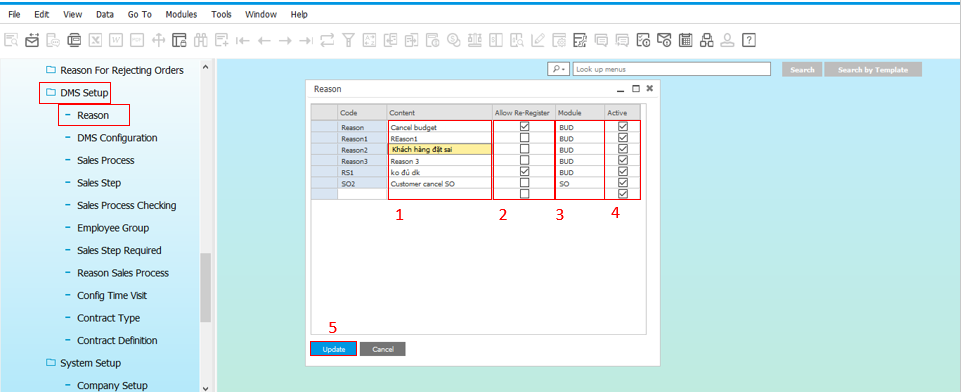 File Edit View Data Go To Modules Tools Window Help
Look up menus Search Search by Template
Reason For Rejecting Orders
DMS Setup
Reason
DMS Configuration
Sales Process
Sales Step
Sales Process Checking
Employee Group
Sales Step Required
Reason Sales Process
Config Time Visit
Contract Type
Contract Definition
System Setup
Company Setup
Reason
Code Content Allow Re-Register Module Active
Reason Cancel budget BUD
Reason1 REason1 BUD
Reason2 Khách hàng đặt sai BUD
Reason3 Reason 3 BUD
RS1 ko đủ dk BUD
SO2 Customer cancel SO SO
1 2 3 4
5
Update Cancel